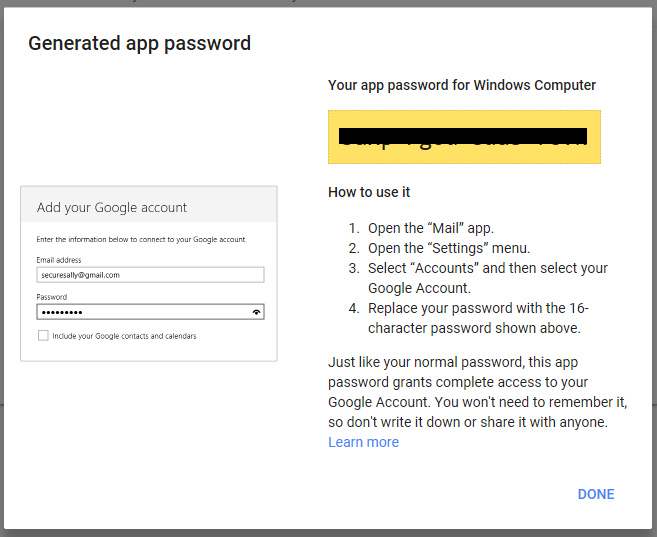 Generated app password
Your app password for Windows Computer
How to use it
1. Open the “Mail” app.
2. Open the “Settings” menu.
3. Select “Accounts” and then select your
Google Account.
4. Replace your password with the 16-
character password shown above.
Just like your normal password, this app
password grants complete access to your
Google Account. You won't need to remember it,
so don't write it down or share it with anyone.
Learn more
DONE
Add your Google account
Enter the information below to connect to your Google account.
Email address
securesally@gmail.com
Password
•••••••••
Include your Google contacts and calendars